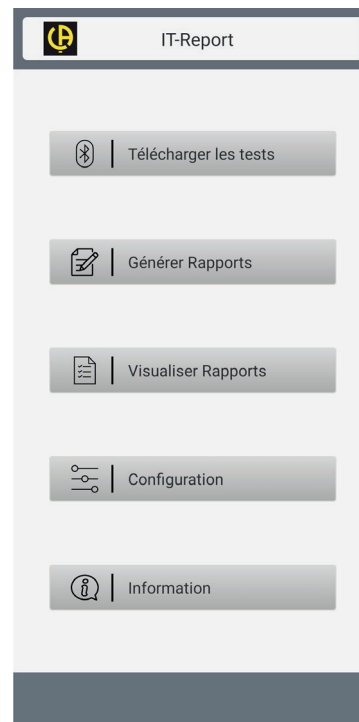 IT-Report
Télécharger les tests
Générer Rapports
Visualiser Rapports
Configuration
Information